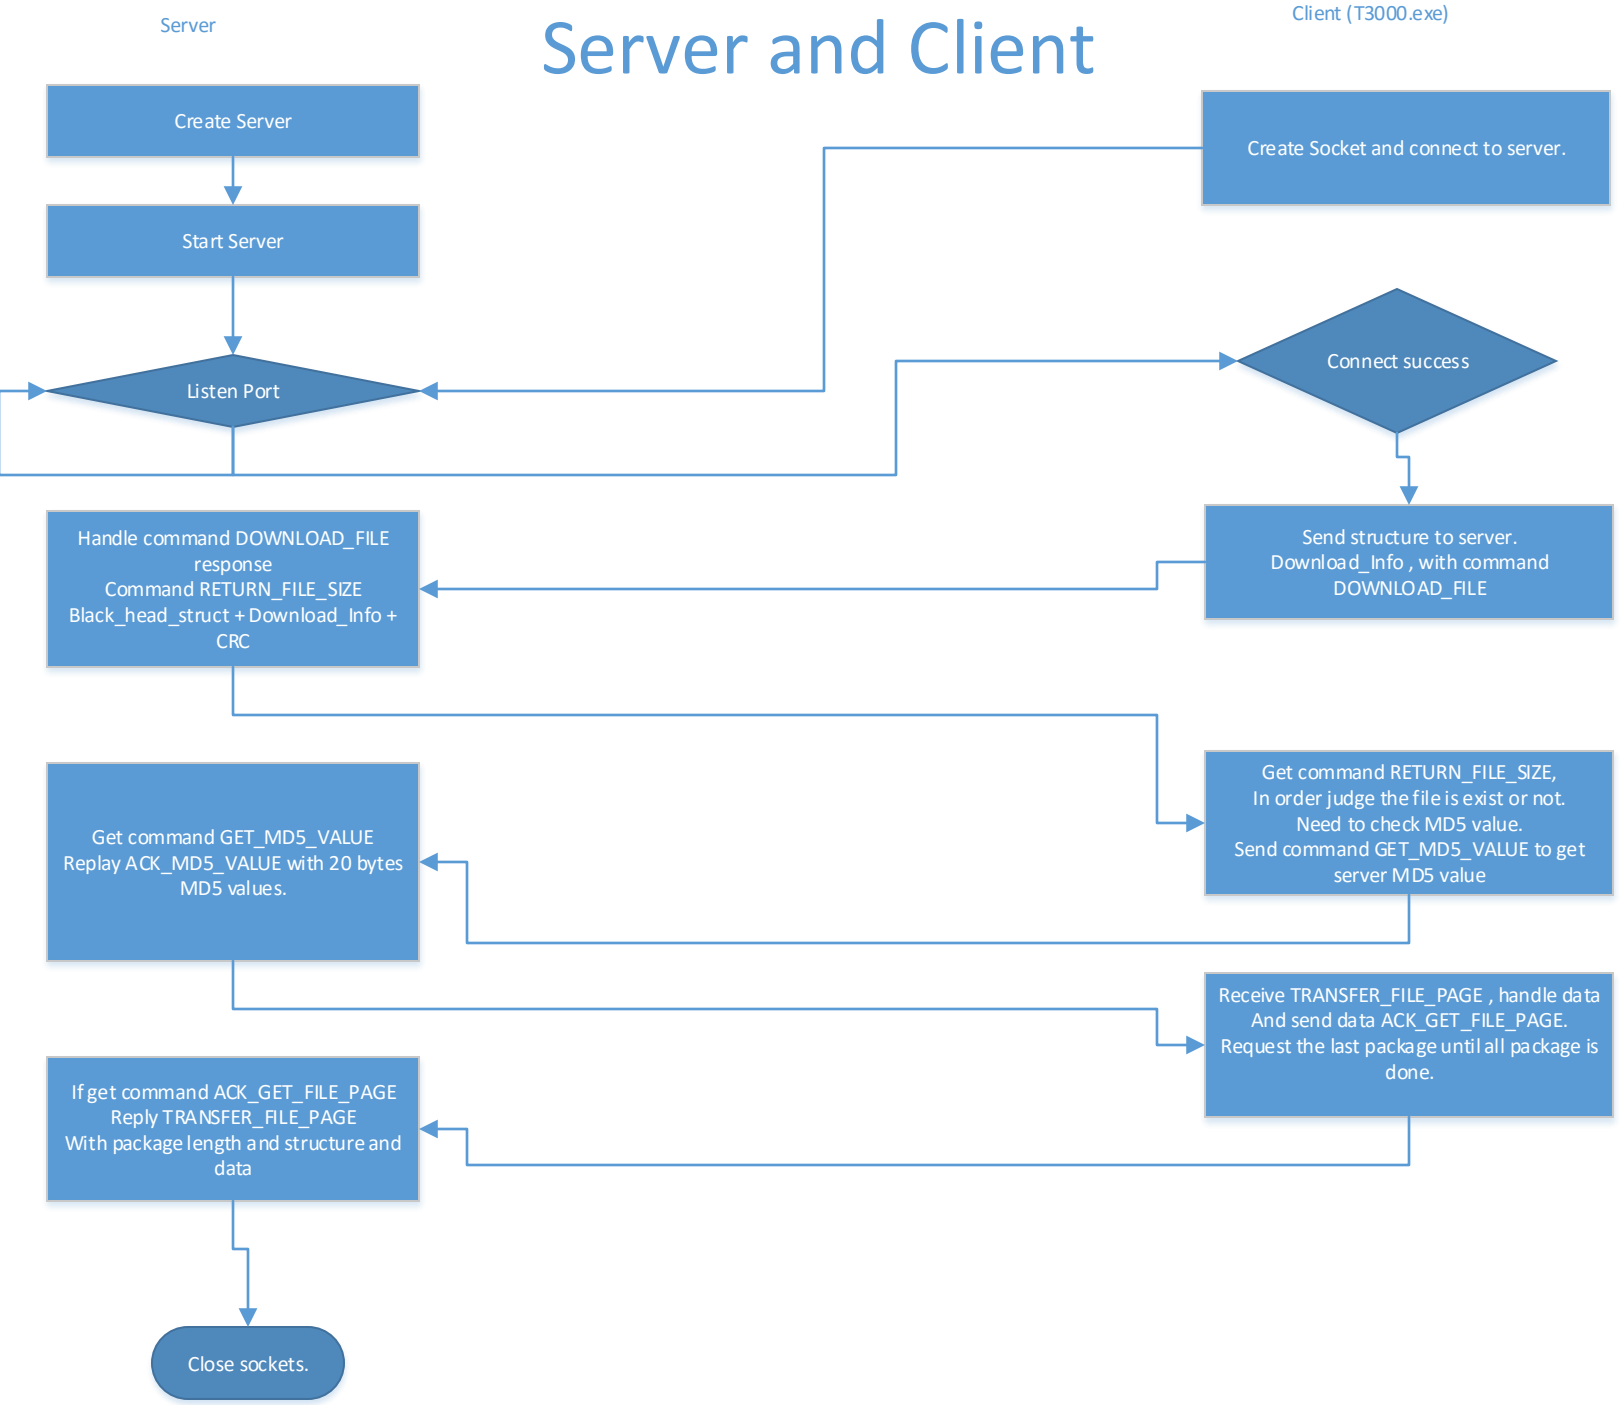 Server
Server and Client
Client (T3000.exe)
Create Server
Create Socket and connect to server.
Start Server
Listen Port
Connect success
Handle command DOWNLOAD_FILE
response
Command RETURN_FILE_SIZE
Black_head_struct + Download_Info +
CRC
Send structure to server.
Download_Info , with command
DOWNLOAD_FILE
Get command RETURN_FILE_SIZE,
In order judge the file is exist or not.
Need to check MD5 value.
Send command GET_MD5_VALUE to get
server MD5 value
Get command GET_MD5_VALUE
Replay ACK_MD5_VALUE with 20 bytes
MD5 values.
Receive TRANSFER_FILE_PAGE , handle data
And send data ACK_GET_FILE_PAGE.
Request the last package until all package is
done.
If get command ACK_GET_FILE_PAGE
Reply TRANSFER_FILE_PAGE
With package length and structure and
data
Close sockets.